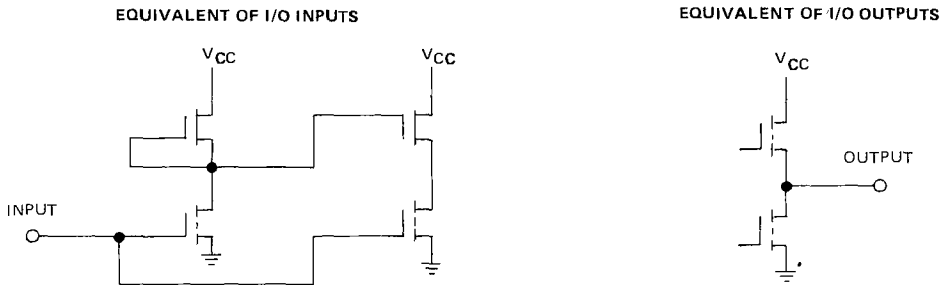 EQUIVALENT OF I/O INPUTS
EQUIVALENT OF I/O OUTPUTS
VCC
VCC
VCC
OUTPUT
INPUT